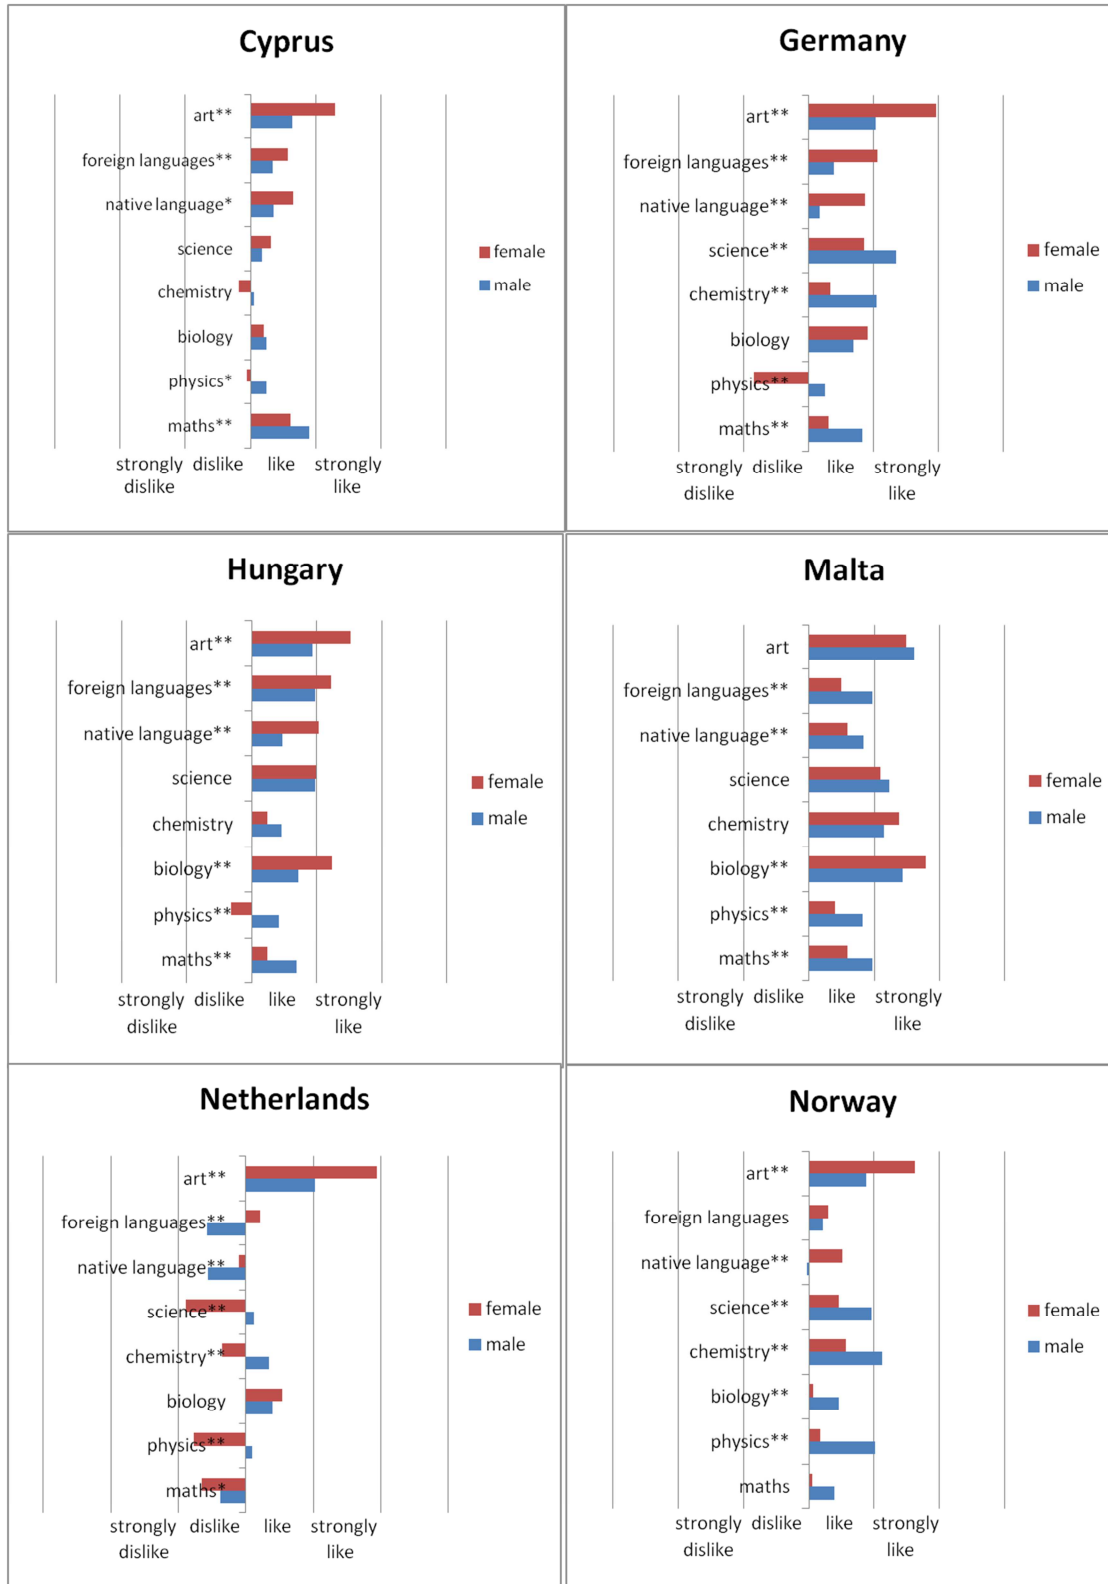 Cyprus
art**
foreign languages**
native language*
science
chemistry
biology
physics*
maths**
female
male
strongly dislike like strongly
dislike like
Germany
art**
foreign languages**
native language**
science**
chemistry**
biology
physics**
maths**
female
male
strongly dislike like strongly
dislike like
Hungary
art**
foreign languages**
native language**
science
chemistry
biology**
physics**
maths**
female
male
strongly dislike like strongly
dislike like
Malta
art
foreign languages**
native language**
science
chemistry
biology**
physics**
maths**
female
male
strongly dislike like strongly
dislike like
Netherlands
art**
foreign languages**
native language**
science**
chemistry**
biology
physics**
maths*
female
male
strongly dislike like strongly
dislike like
Norway
art**
foreign languages
native language**
science**
chemistry**
biology**
physics**
maths
female
male
strongly dislike like strongly
dislike like